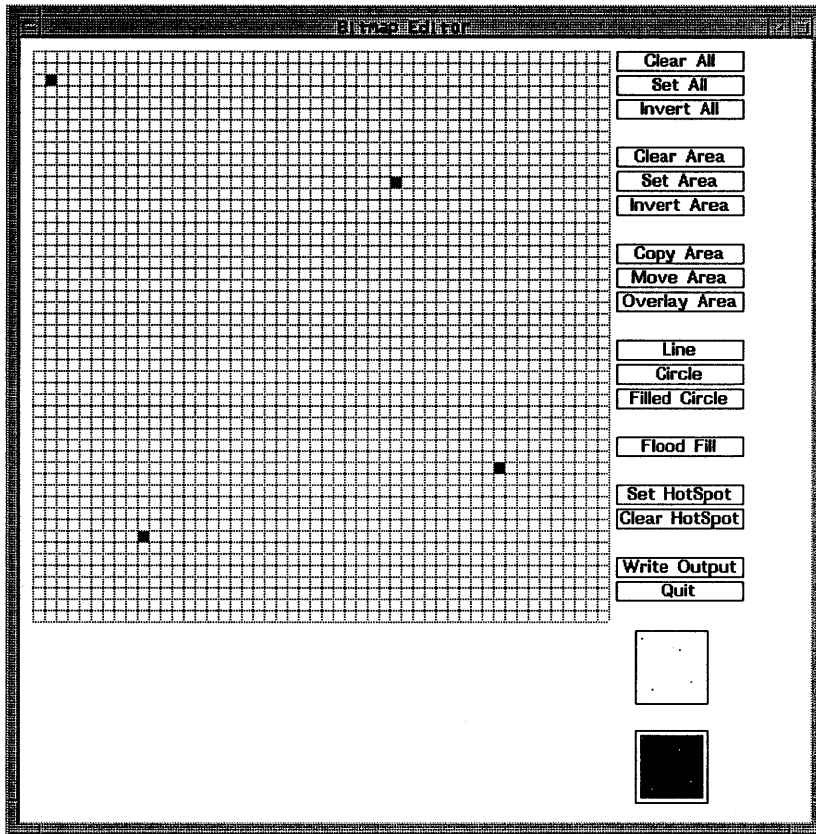 Bitmap Editor
Clear All
Set All
Invert All
Clear Area
Set Area
Invert Area
Copy Area
Move Area
Overlay Area
Line
Circle
Filled Circle
Flood Fill
Set HotSpot
Clear HotSpot
Write Output
Quit